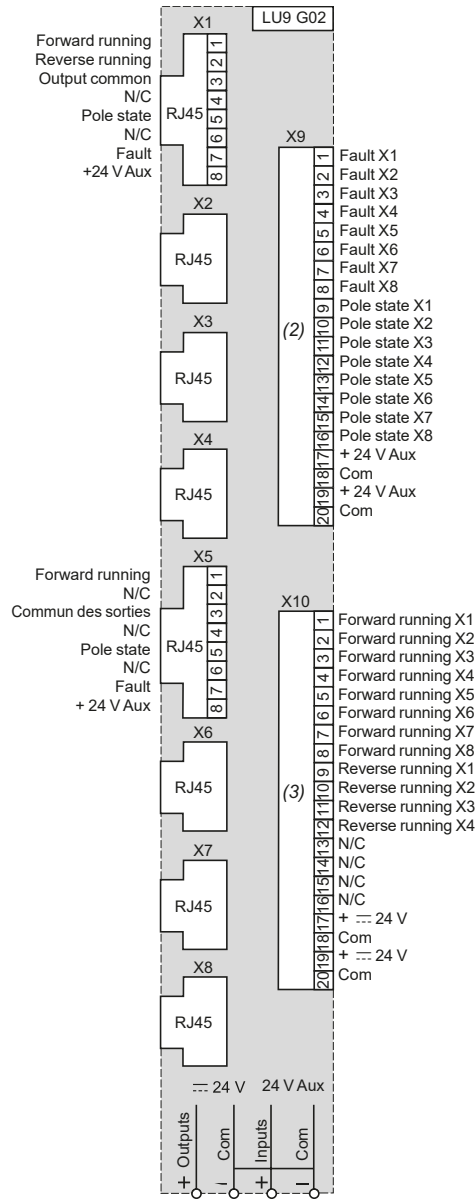 LU9 G02
X1
Forward running
Reverse running
Output common
N/C
Pole state
N/C
Fault
+24 V Aux
RJ45
1
2
3
4
5
6
7
8
X2
RJ45
X3
RJ45
X4
RJ45
X5
Forward running
N/C
Commun des sorties
N/C
Pole state
N/C
Fault
+ 24 V Aux
RJ45
1
2
3
4
5
6
7
8
X6
RJ45
X7
RJ45
X8
RJ45
X9
(2)
1 Fault X1
2 Fault X2
3 Fault X3
4 Fault X4
5 Fault X5
6 Fault X6
7 Fault X7
8 Fault X8
9 Pole state X1
10 Pole state X2
11 Pole state X3
12 Pole state X4
13 Pole state X5
14 Pole state X6
15 Pole state X7
16 Pole state X8
17 + 24 V Aux
18 Com
19 + 24 V Aux
20 Com
X10
(3)
1 Forward running X1
2 Forward running X2
3 Forward running X3
4 Forward running X4
5 Forward running X5
6 Forward running X6
7 Forward running X7
8 Forward running X8
9 Reverse running X1
10 Reverse running X2
11 Reverse running X3
12 Reverse running X4
13 N/C
14 N/C
15 N/C
16 N/C
17 + ⎓ 24 V
18 Com
19 + ⎓ 24 V
20 Com
⎓ 24 V
24 V Aux
+ Outputs
– Com
+ Inputs
– Com